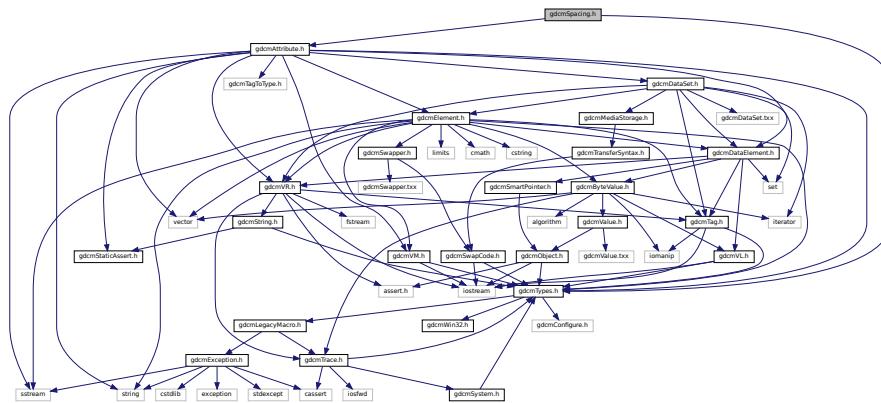 gdcmSpacing.h
gdcmAttribute.h
gdcmTagToType.h
gdcmDataSet.h
gdcmElement.h
gdcmMediaStorage.h
gdcmDataSet.txx
gdcmSwapper.h
limits
cmath
cstring
gdcmTransferSyntax.h
gdcmDataElement.h
gdcmVR.h
gdcmSwapper.txx
gdcmSmartPointer.h
gdcmByteValue.h
set
vector
gdcmString.h
fstream
algorithm
gdcmValue.h
gdcmTag.h
iterator
gdcmStaticAssert.h
gdcmVM.h
gdcmSwapCode.h
gdcmObject.h
gdcmValue.txx
iomanip
gdcmVL.h
assert.h
iostream
gdcmTypes.h
gdcmLegacyMacro.h
gdcmWin32.h
gdcmConfigure.h
gdcmException.h
gdcmTrace.h
sstream
string
cstdlib
exception
stdexcept
cassert
iosfwd
gdcmSystem.h